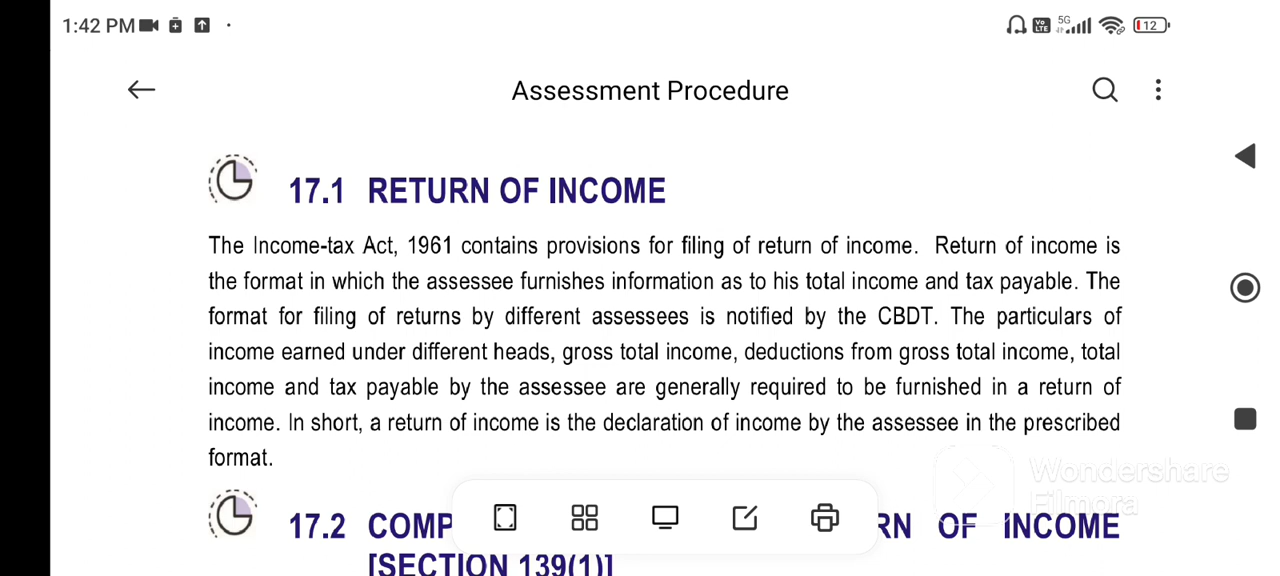 1:42 PM
Vo LTE 5G 12
Assessment Procedure
17.1 RETURN OF INCOME
The Income-tax Act, 1961 contains provisions for filing of return of income. Return of income is
the format in which the assessee furnishes information as to his total income and tax payable. The
format for filing of returns by different assessees is notified by the CBDT. The particulars of
income earned under different heads, gross total income, deductions from gross total income, total
income and tax payable by the assessee are generally required to be furnished in a return of
income. In short, a return of income is the declaration of income by the assessee in the prescribed
format.
Wondershare
Filmora
17.2 OF INCOME
[SECTION 139(1)]